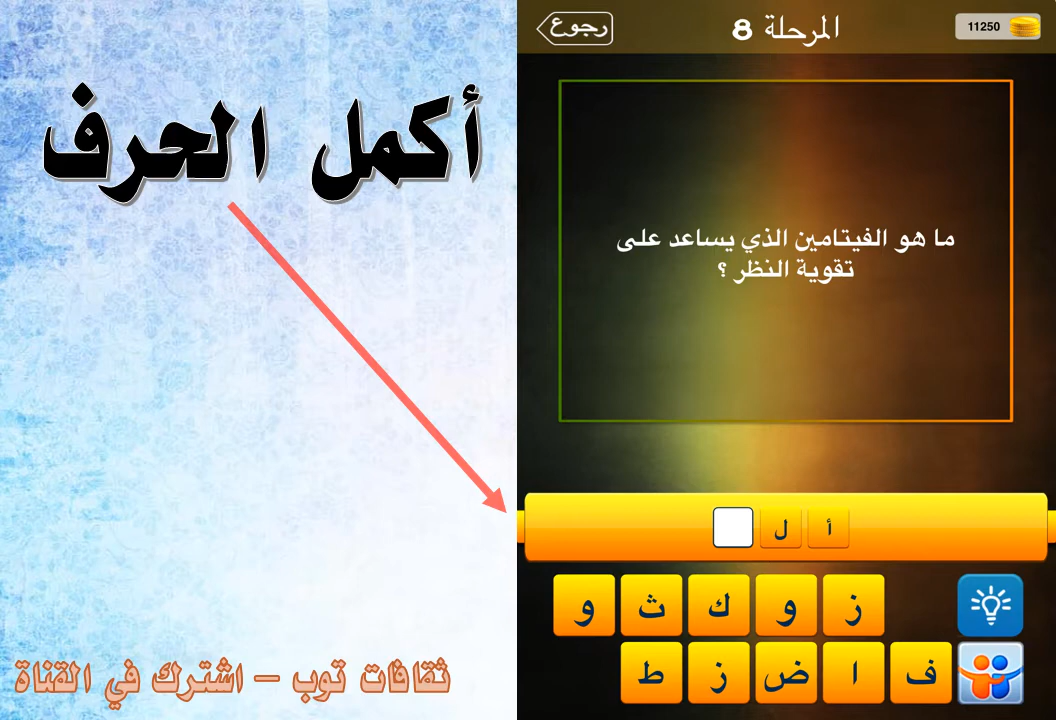 أكمل الحرف
ثقافات توب – اشترك في القناة
رجوع
المرحلة 8
11250
ما هو الفيتامين الذي يساعد على
تقوية النظر ؟
أ ل
ز و ك ث و
ف ا ض ز ط